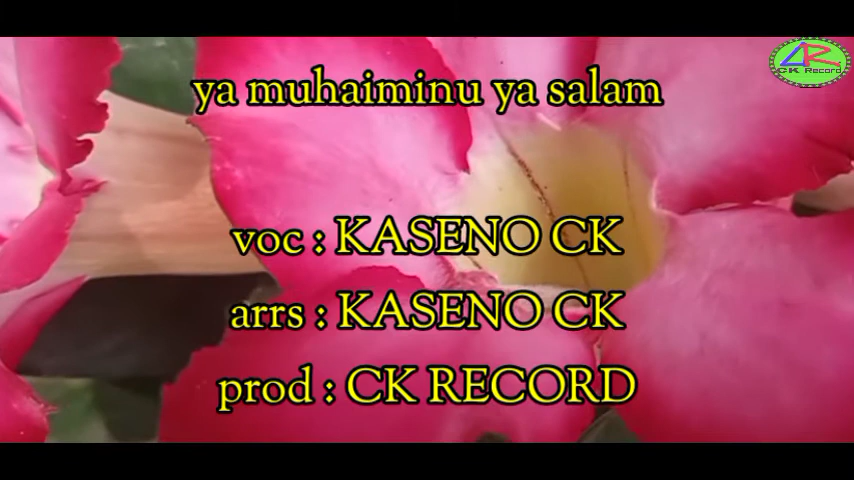 CK Record
ya muhaiminu ya salam
voc : KASENO CK
arrs : KASENO CK
prod : CK RECORD